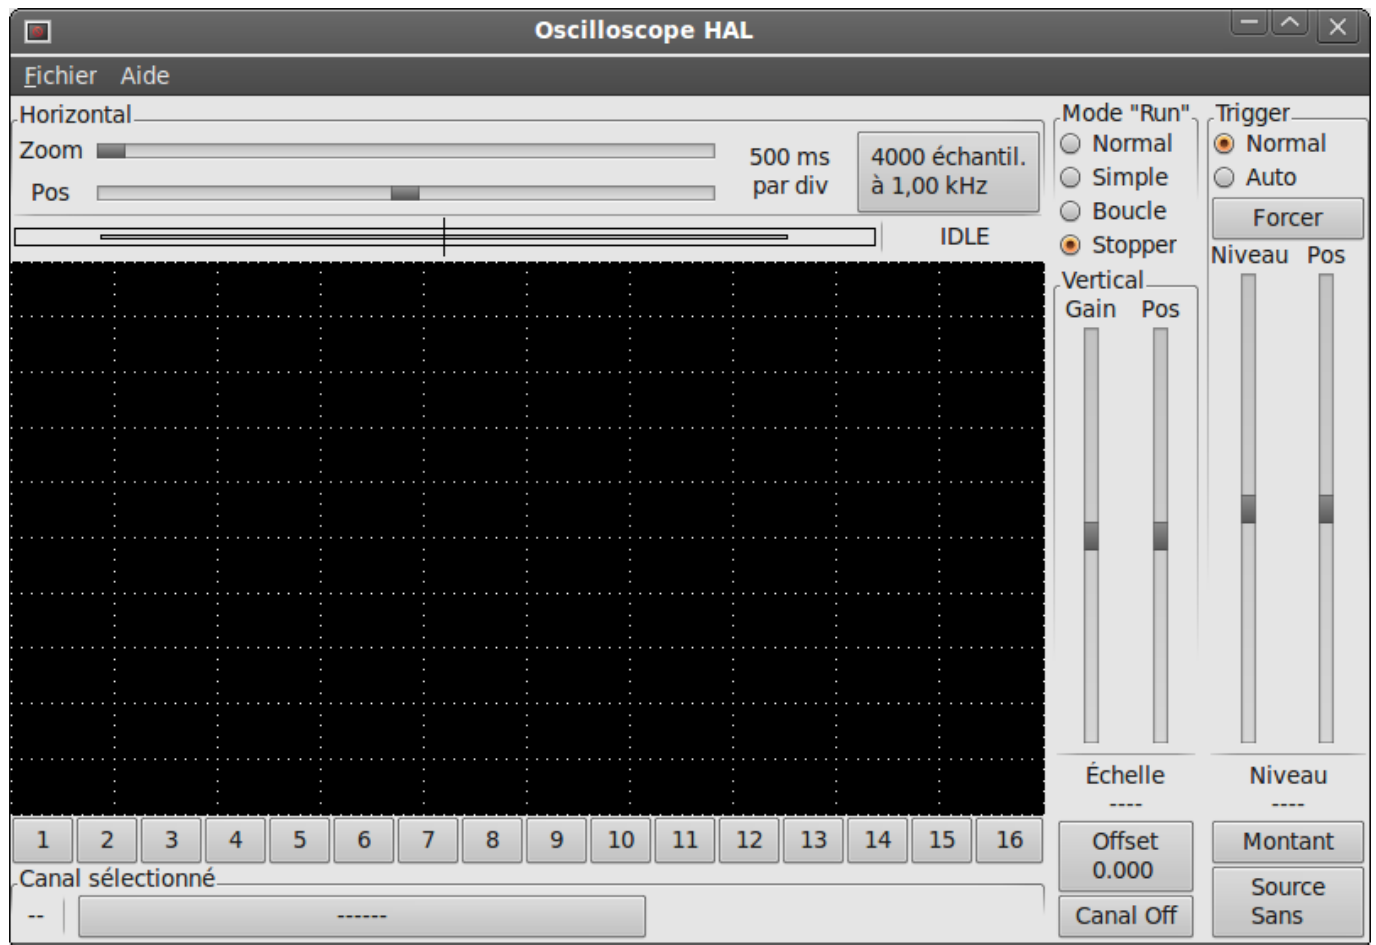 Oscilloscope HAL
Fichier Aide
Horizontal
Zoom
Pos
500 ms
par div
4000 échantil.
à 1,00 kHz
IDLE
Mode "Run"
Normal
Simple
Boucle
Stopper
Trigger
Normal
Auto
Forcer
Niveau Pos
Vertical
Gain Pos
Échelle
----
Niveau
----
1 2 3 4 5 6 7 8 9 10 11 12 13 14 15 16
Offset
0.000
Montant
Canal sélectionné
-- ------
Canal Off
Source
Sans